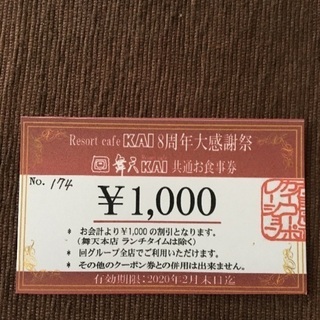 Resort cafe KAI 8周年大感謝祭
舞天 KAI 共通お食事券
No. 174
¥1,000
* お会計より¥1,000の割引となります。
(舞天本店 ランチタイムは除く)
* 回グループ全店でご利用いただけます。
* その他のクーポン券との併用は出来ません。
有効期限:2020年2月末日迄